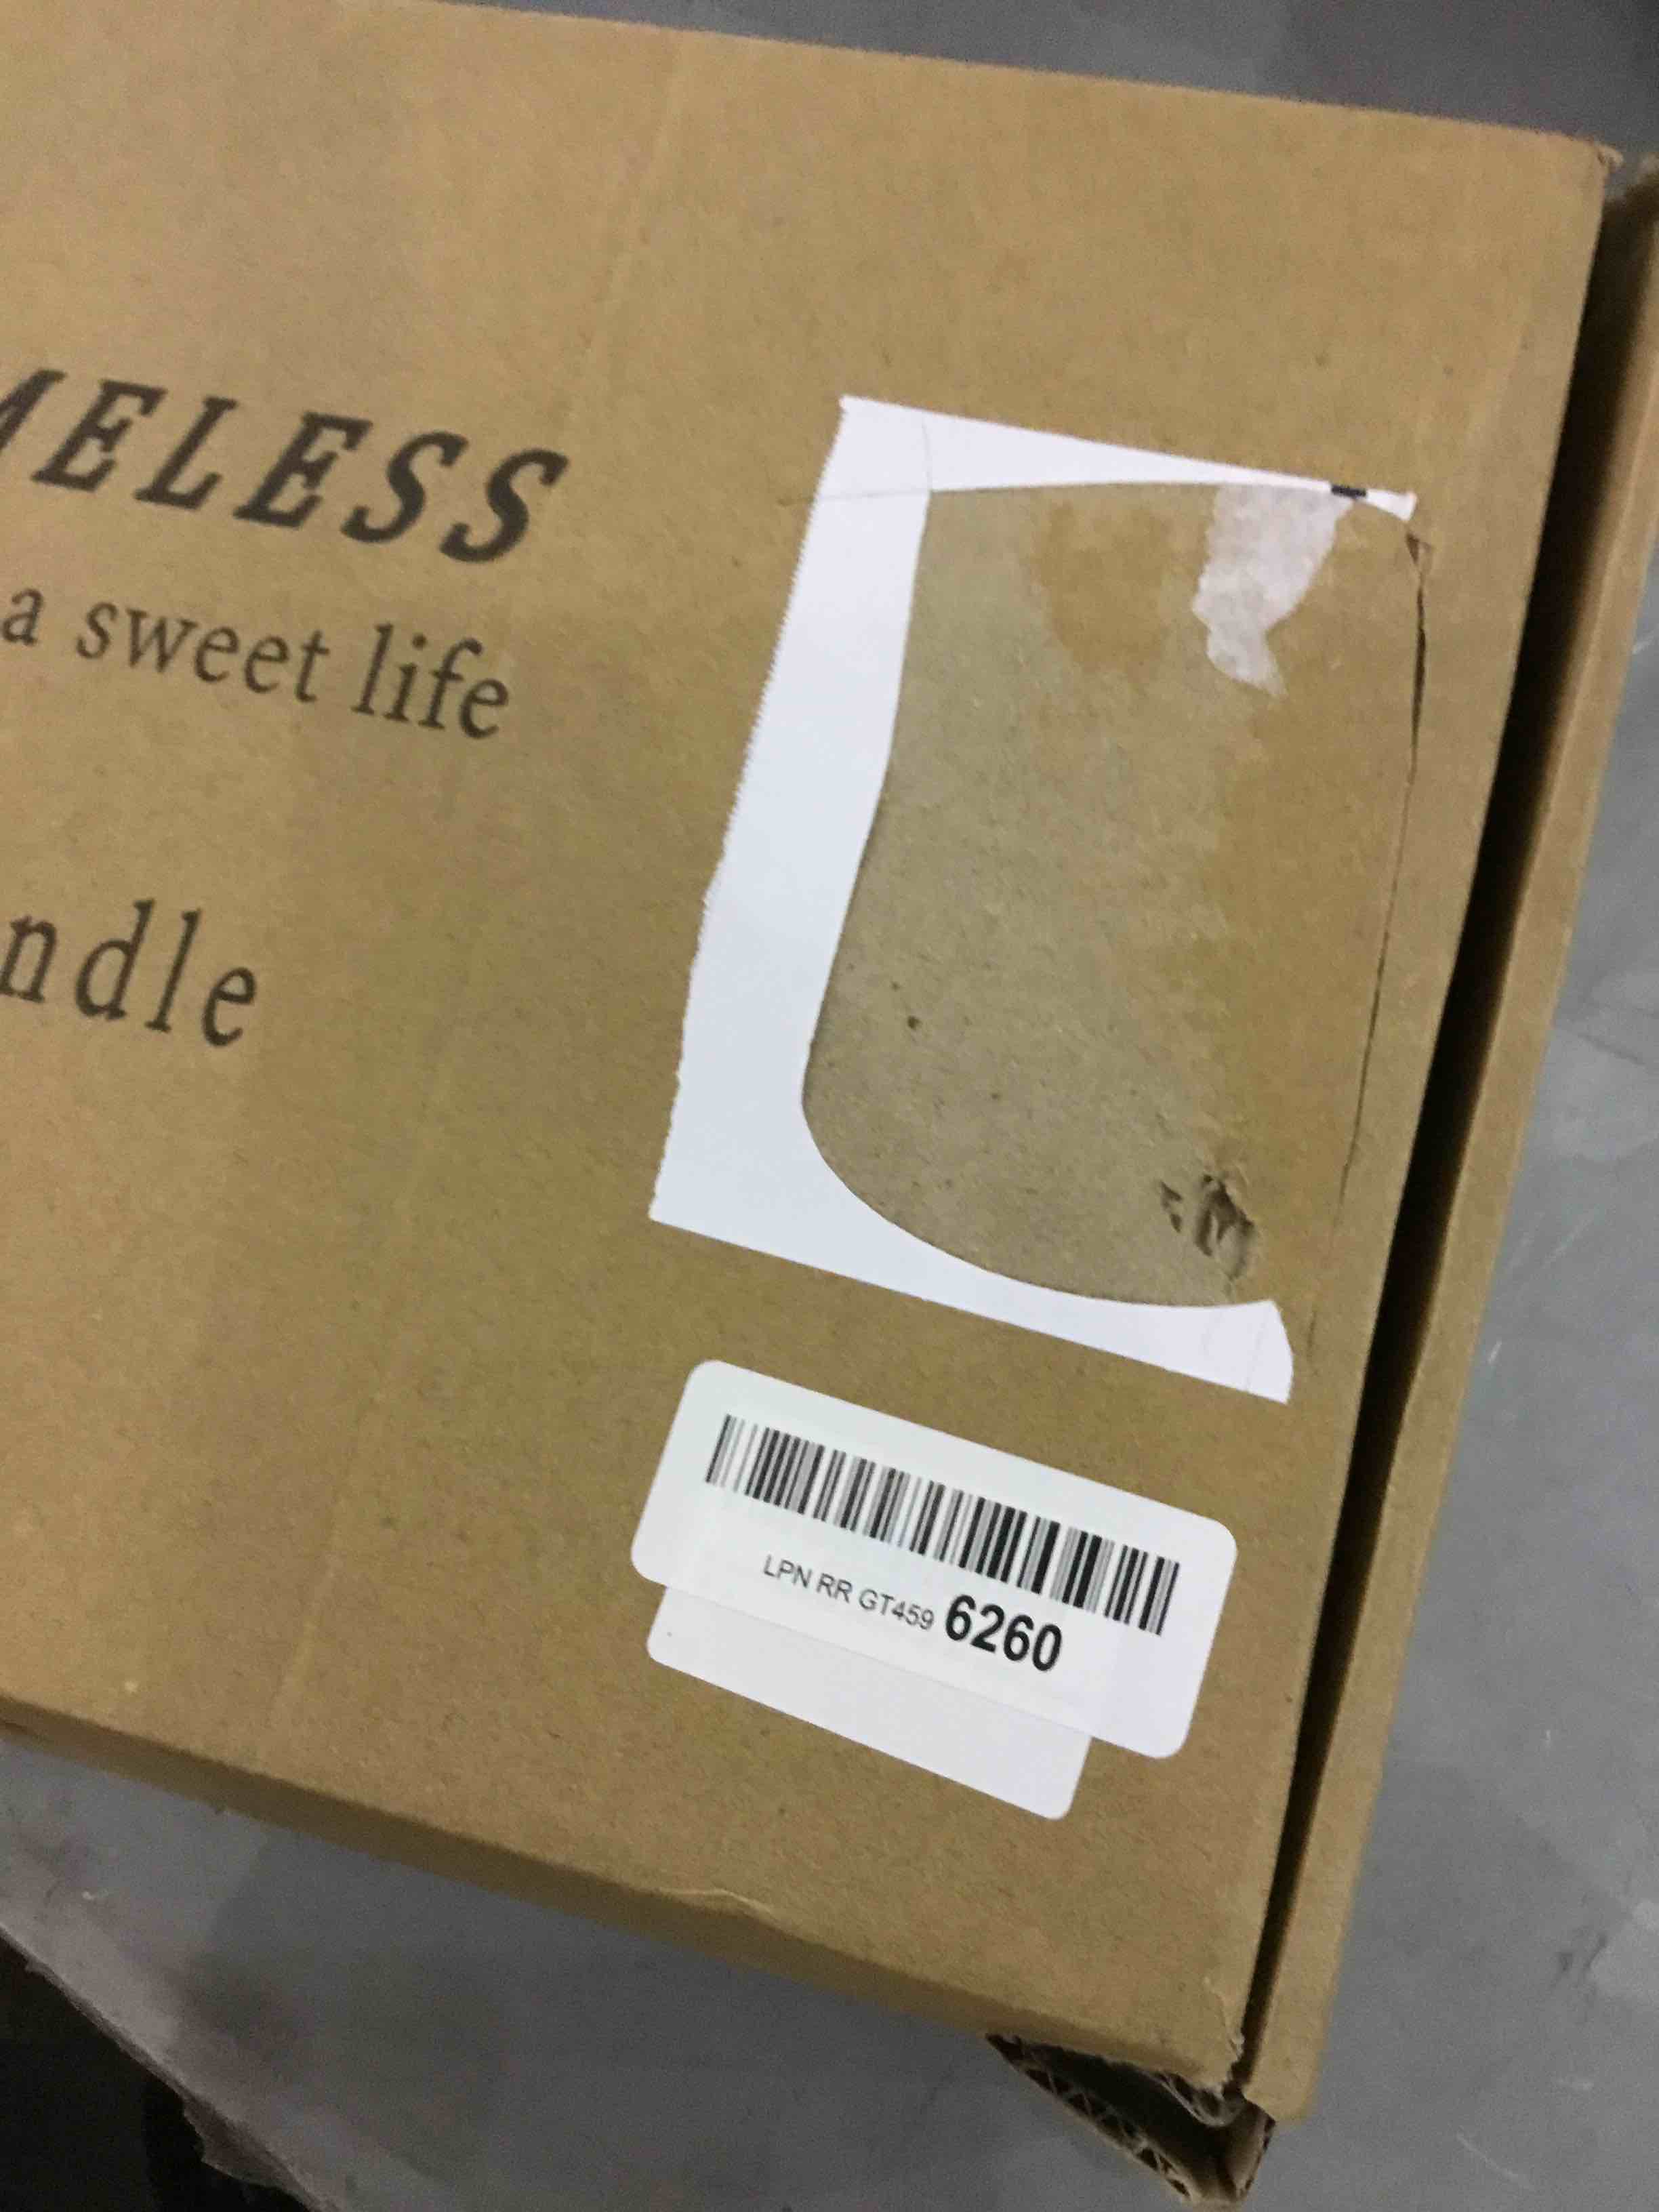 MELESS
a sweet life
ndle
LPN RR GT459 6260